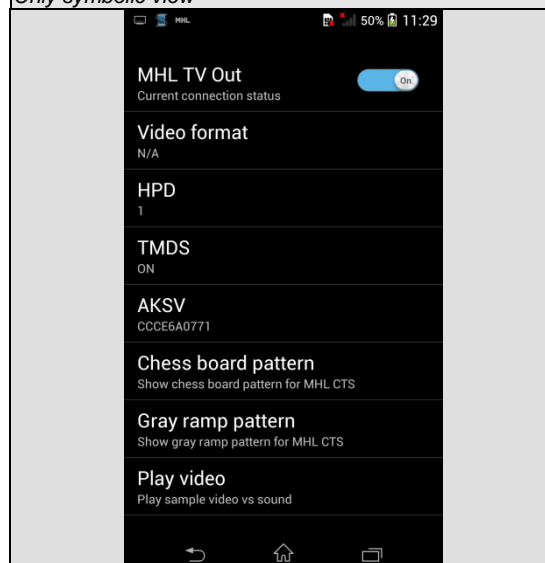 Only symbolic view
MHL 50% 11:29
MHL TV Out
On
Current connection status
Video format
N/A
HPD
1
TMDS
ON
AKSV
CCCE6A0771
Chess board pattern
Show chess board pattern for MHL CTS
Gray ramp pattern
Show gray ramp pattern for MHL CTS
Play video
Play sample video vs sound